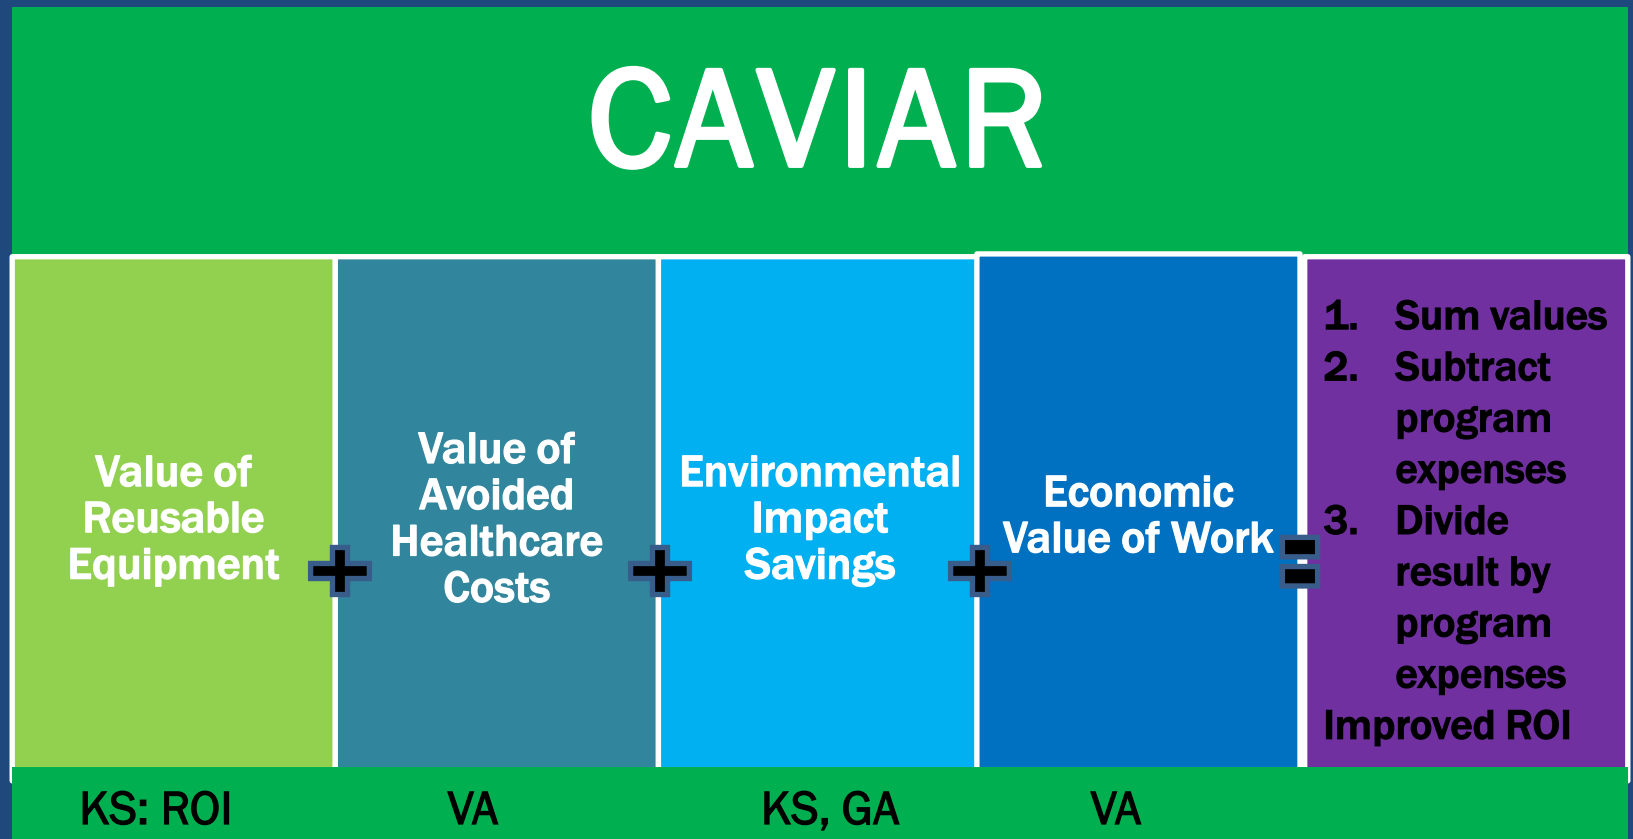 CAVIAR
Value of
Reusable
Equipment
+
Value of
Avoided
Healthcare
Costs
+
Environmental
Impact
Savings
+
Economic
Value of Work
=
1. Sum values
2. Subtract
program
expenses
3. Divide
result by
program
expenses
Improved ROI
KS: ROI
VA
KS, GA
VA